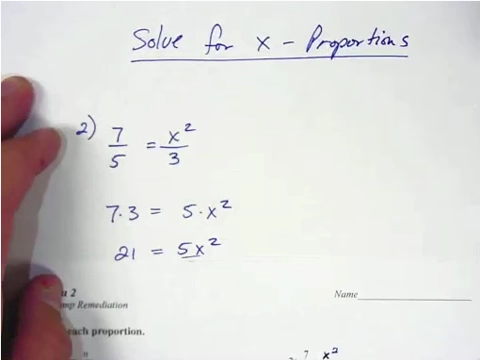 Solve for x - Proportions
2) 7/5 = x²/3
7·3 = 5·x²
21 = 5x²
2
Name
Remediation
each proportion.
7 x²